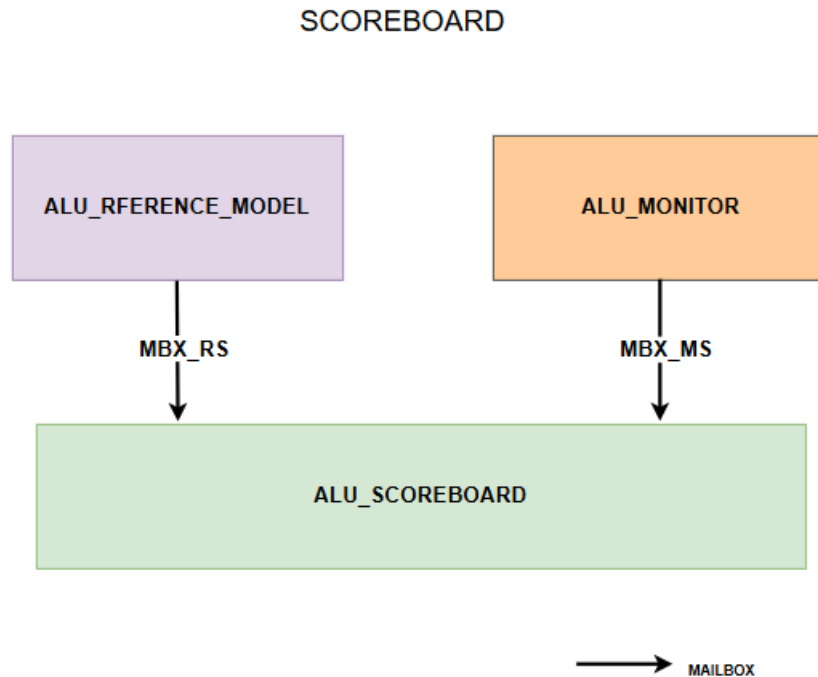 SCOREBOARD
ALU_RFERENCE_MODEL
ALU_MONITOR
MBX_RS
MBX_MS
ALU_SCOREBOARD
MAILBOX